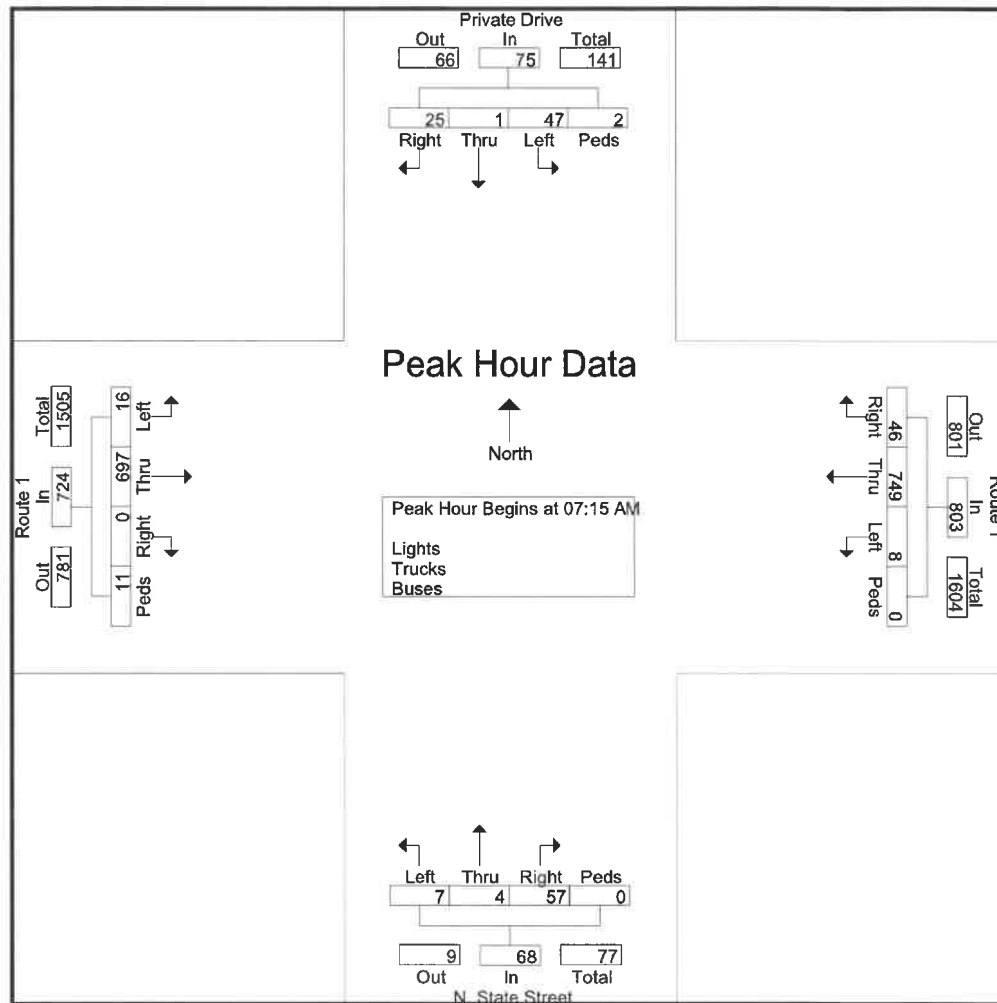 Private Drive
Out In Total
66 75 141
25 1 47 2
Right Thru Left Peds
Peak Hour Data
North
Peak Hour Begins at 07:15 AM
Lights
Trucks
Buses
Route 1
Total In Out
1505 724 781
16 697 0 11
Left Thru Right Peds
Route 1
Out In Total
801 803 1604
46 749 8 0
Right Thru Left Peds
Left Thru Right Peds
7 4 57 0
9 68 77
Out In Total
N. State Street